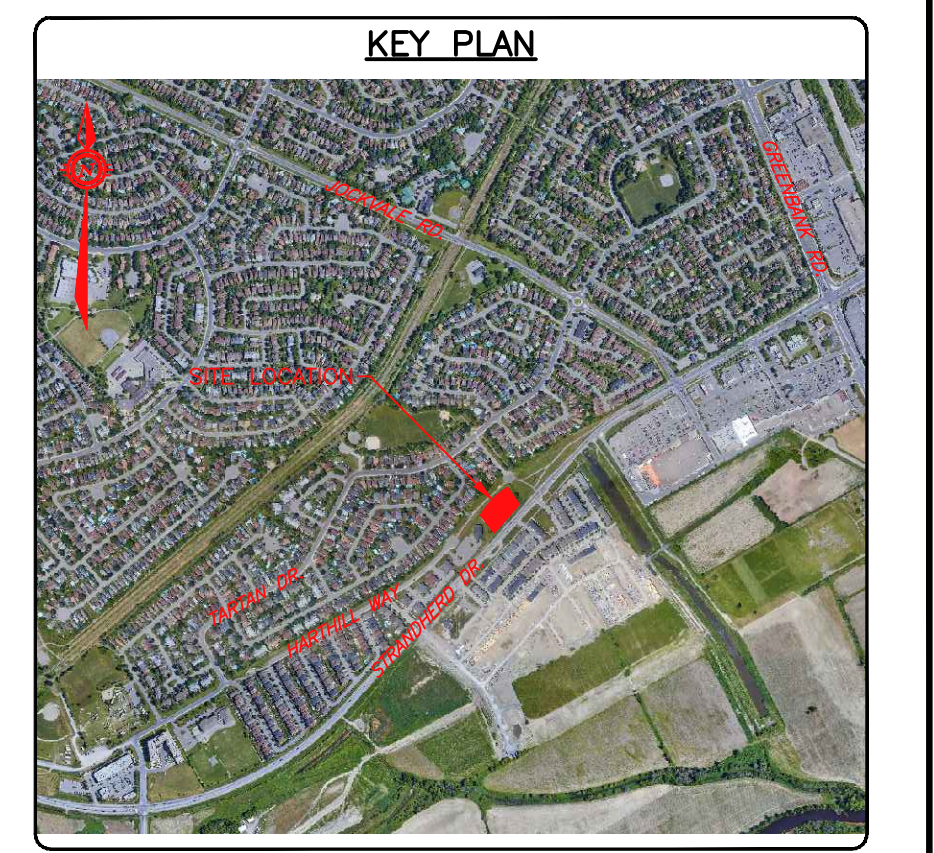 KEY PLAN
GREENBANK RD.
JOCKVALE RD.
N
SITE LOCATION
TARTAN DR.
HARTHILL WAY
STRANDHERD DR.